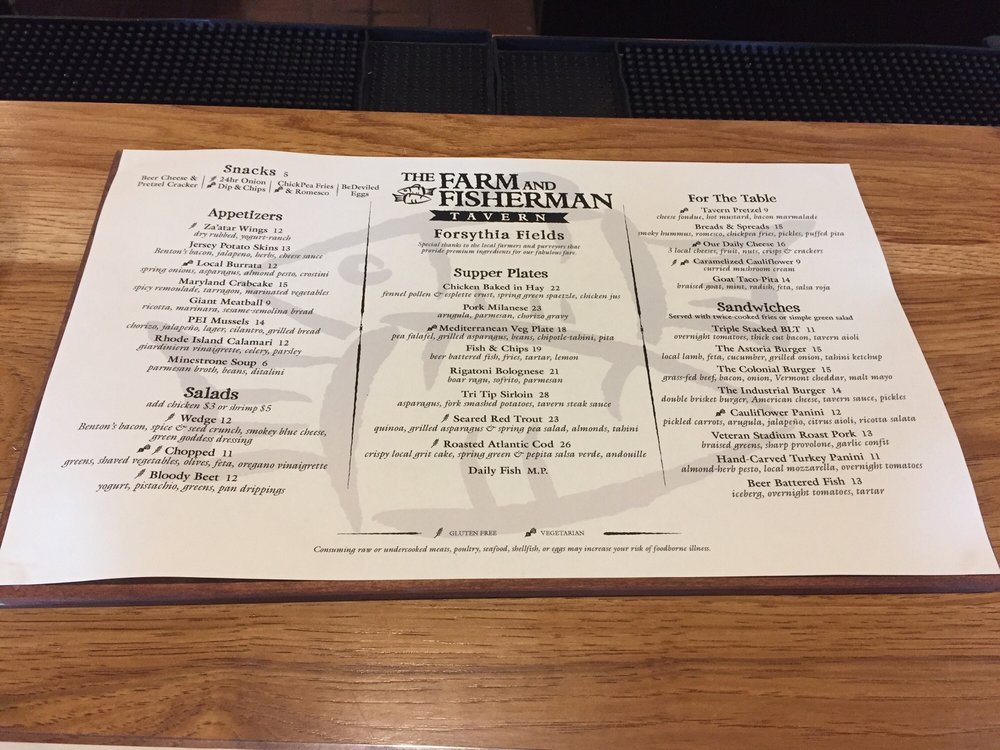 Snacks 5
Beer Cheese & Pretzel Cracker
24hr Onion Dip & Chips
ChickPea Fries & Romesco
BeDeviled Eggs
Appetizers
Za'atar Wings 12
dry rubbed, yogurt-ranch
Jersey Potato Skins 13
Benton's bacon, jalapeno, herbs, cheese sauce
Local Burrata 12
spring onions, asparagus, almond pesto, crostini
Maryland Crabcake 15
spicy remoulade, tarragon, marinated vegetables
Giant Meatball 9
ricotta, marinara, sesame-semolina bread
PEI Mussels 14
chorizo, jalapeño, lager, cilantro, grilled bread
Rhode Island Calamari 12
giardiniera vinaigrette, celery, parsley
Minestrone Soup 6
parmesan broth, beans, ditalini
Salads
add chicken $3 or shrimp $5
Wedge 12
Benton's bacon, spice & seed crunch, smokey blue cheese,
green goddess dressing
Chopped 11
greens, shaved vegetables, olives, feta, oregano vinaigrette
Bloody Beet 12
yogurt, pistachio, greens, pan drippings
THE FARM AND
FISHERMAN
TAVERN
Forsythia Fields
Special thanks to the local farmers and purveyors that
provide premium ingredients for our fabulous fare.
Supper Plates
Chicken Baked in Hay 22
fennel pollen & esplette crust, spring green spaetzle, chicken jus
Pork Milanese 23
arugula, parmesan, chorizo gravy
Mediterranean Veg Plate 18
pea falafel, grilled asparagus, beans, chipotle-tahini, pita
Fish & Chips 19
beer battered fish, fries, tartar, lemon
Rigatoni Bolognese 21
boar ragu, sofrito, parmesan
Tri Tip Sirloin 28
asparagus, fork smashed potatoes, tavern steak sauce
Seared Red Trout 23
quinoa, grilled asparagus & spring pea salad, almonds, tahini
Roasted Atlantic Cod 26
crispy local grit cake, spring green & pepita salsa verde, andouille
Daily Fish M.P.
For The Table
Tavern Pretzel 9
cheese fondue, hot mustard, bacon marmalade
Breads & Spreads 15
smoky hummus, romesco, chickpea fries, pickles, puffed pita
Our Daily Cheese 16
3 local cheeses, fruit, nuts, crisps & crackers
Caramelized Cauliflower 9
curried mushroom cream
Goat Taco-Pita 14
braised goat, mint, radish, feta, salsa roja
Sandwiches
Served with twice-cooked fries or simple green salad
Triple Stacked BLT 11
overnight tomatoes, thick cut bacon, tavern aioli
The Astoria Burger 15
local lamb, feta, cucumber, grilled onion, tahini ketchup
The Colonial Burger 15
grass-fed beef, bacon, onion, Vermont cheddar, malt mayo
The Industrial Burger 14
double brisket burger, American cheese, tavern sauce, pickles
Cauliflower Panini 12
pickled carrots, arugula, jalapeño, citrus aioli, ricotta salata
Veteran Stadium Roast Pork 13
braised greens, sharp provolone, garlic confit
Hand-Carved Turkey Panini 11
almond-herb pesto, local mozzarella, overnight tomatoes
Beer Battered Fish 13
iceberg, overnight tomatoes, tartar
GLUTEN FREE VEGETARIAN
Consuming raw or undercooked meats, poultry, seafood, shellfish, or eggs may increase your risk of foodborne illness.